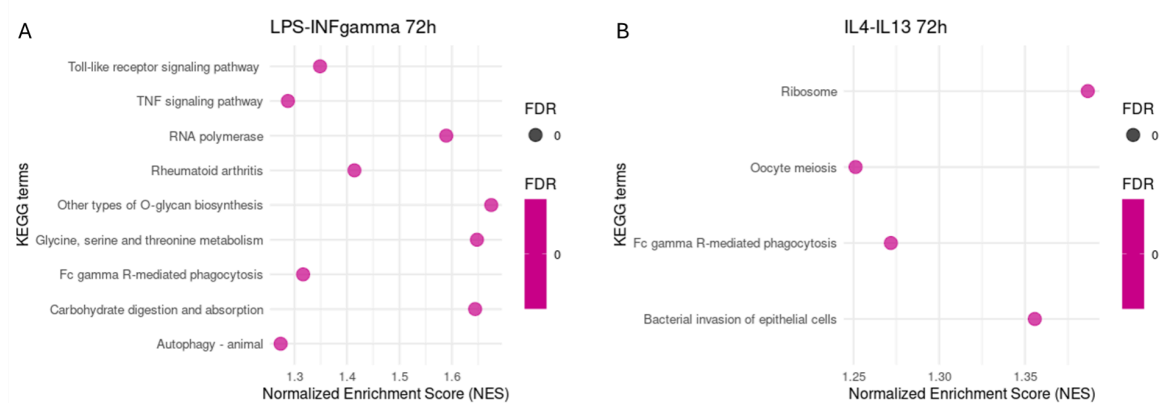 A
LPS-INFgamma 72h
KEGG terms
Toll-like receptor signaling pathway
TNF signaling pathway
RNA polymerase
Rheumatoid arthritis
Other types of O-glycan biosynthesis
Glycine, serine and threonine metabolism
Fc gamma R-mediated phagocytosis
Carbohydrate digestion and absorption
Autophagy - animal
1.3 1.4 1.5 1.6
Normalized Enrichment Score (NES)
FDR
0
FDR
0
B
IL4-IL13 72h
KEGG terms
Ribosome
Oocyte meiosis
Fc gamma R-mediated phagocytosis
Bacterial invasion of epithelial cells
1.25 1.30 1.35
Normalized Enrichment Score (NES)
FDR
0
FDR
0